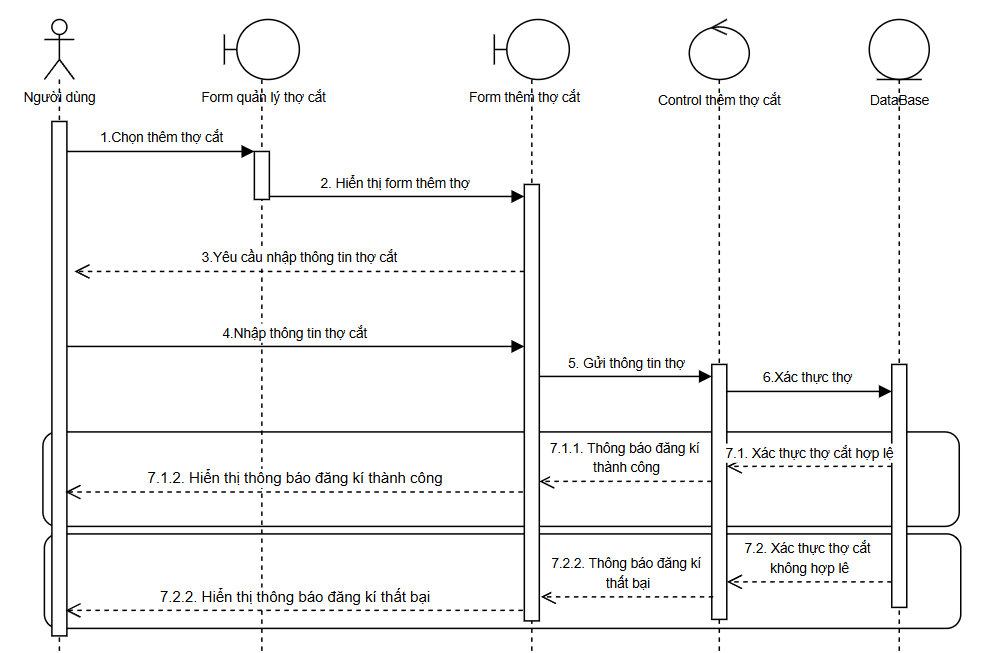 Người dùng
Form quản lý thợ cắt
Form thêm thợ cắt
Control thêm thợ cắt
DataBase
1.Chọn thêm thợ cắt
2. Hiển thị form thêm thợ
3.Yêu cầu nhập thông tin thợ cắt
4.Nhập thông tin thợ cắt
5. Gửi thông tin thợ
6.Xác thực thợ
7.1. Xác thực thợ cắt hợp lê
7.1.1. Thông báo đăng kí
thành công
7.1.2. Hiển thị thông báo đăng kí thành công
7.2. Xác thực thợ cắt
không hợp lê
7.2.2. Thông báo đăng kí
thất bại
7.2.2. Hiển thị thông báo đăng kí thất bại